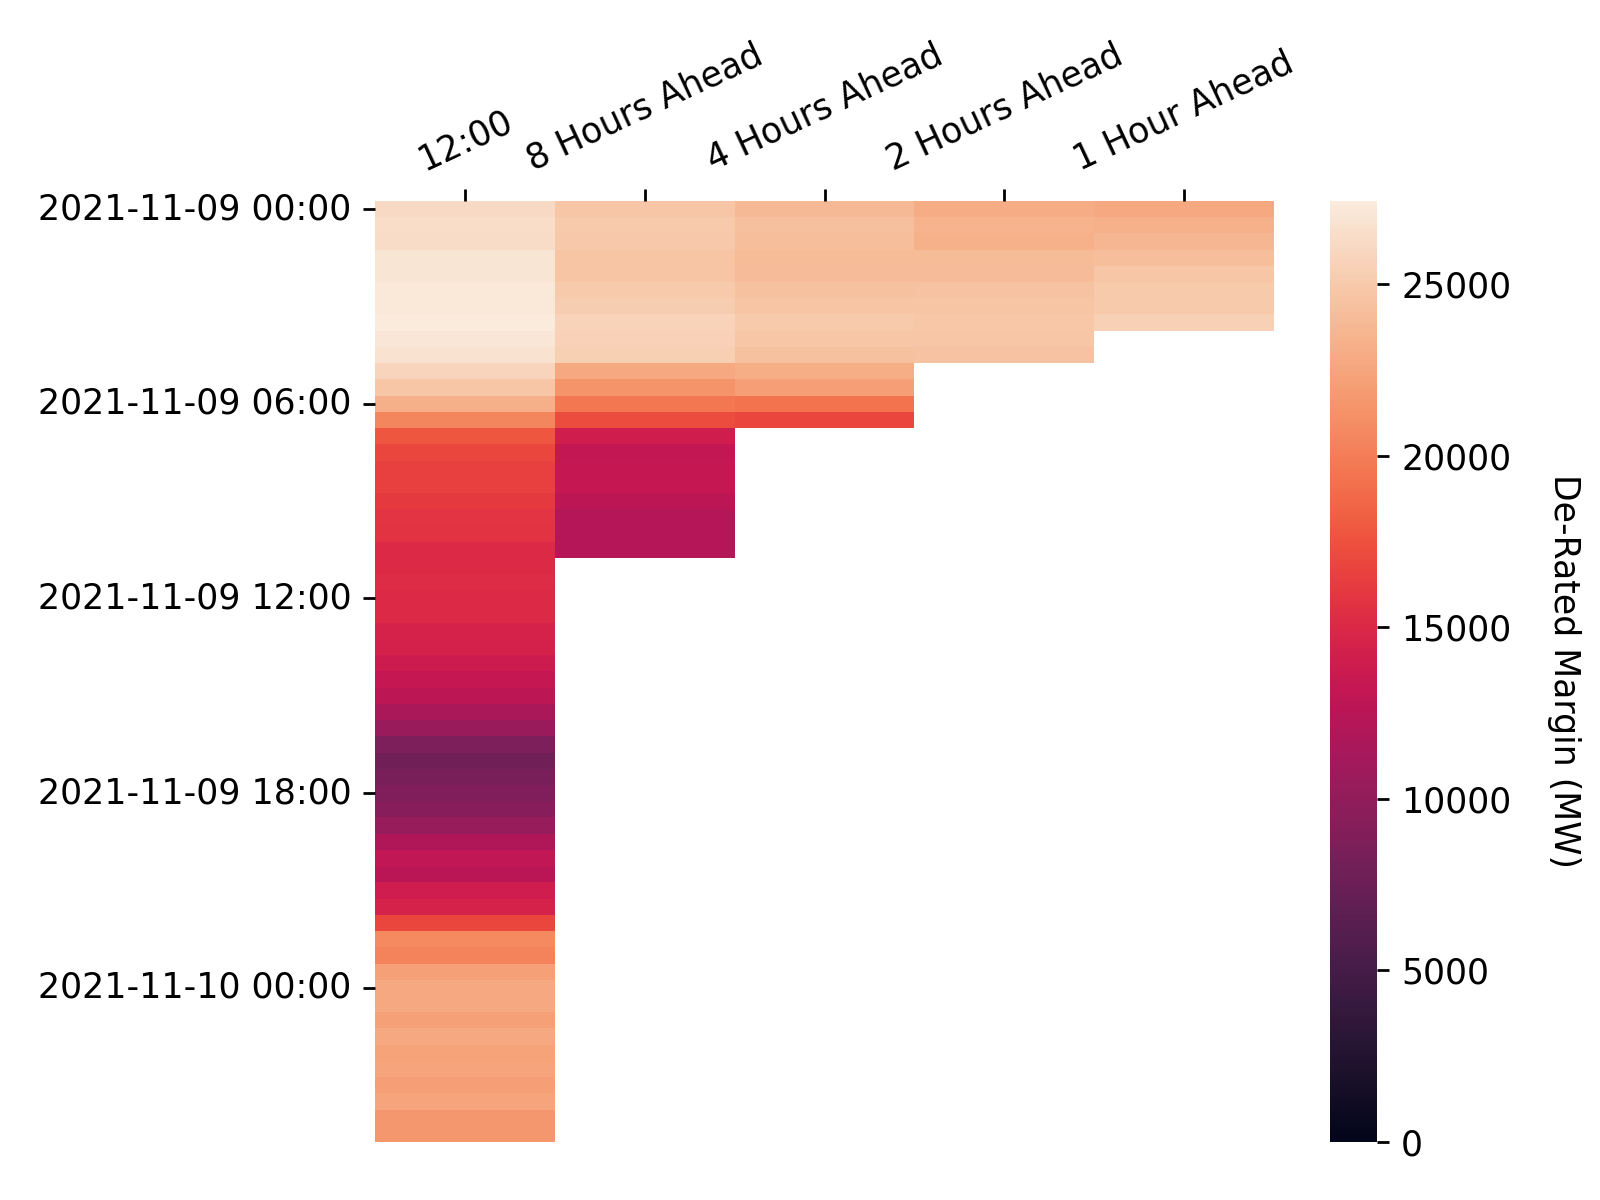 12:00
8 Hours Ahead
4 Hours Ahead
2 Hours Ahead
1 Hour Ahead
2021-11-09 00:00
2021-11-09 06:00
2021-11-09 12:00
2021-11-09 18:00
2021-11-10 00:00
25000
20000
15000
10000
5000
0
De-Rated Margin (MW)